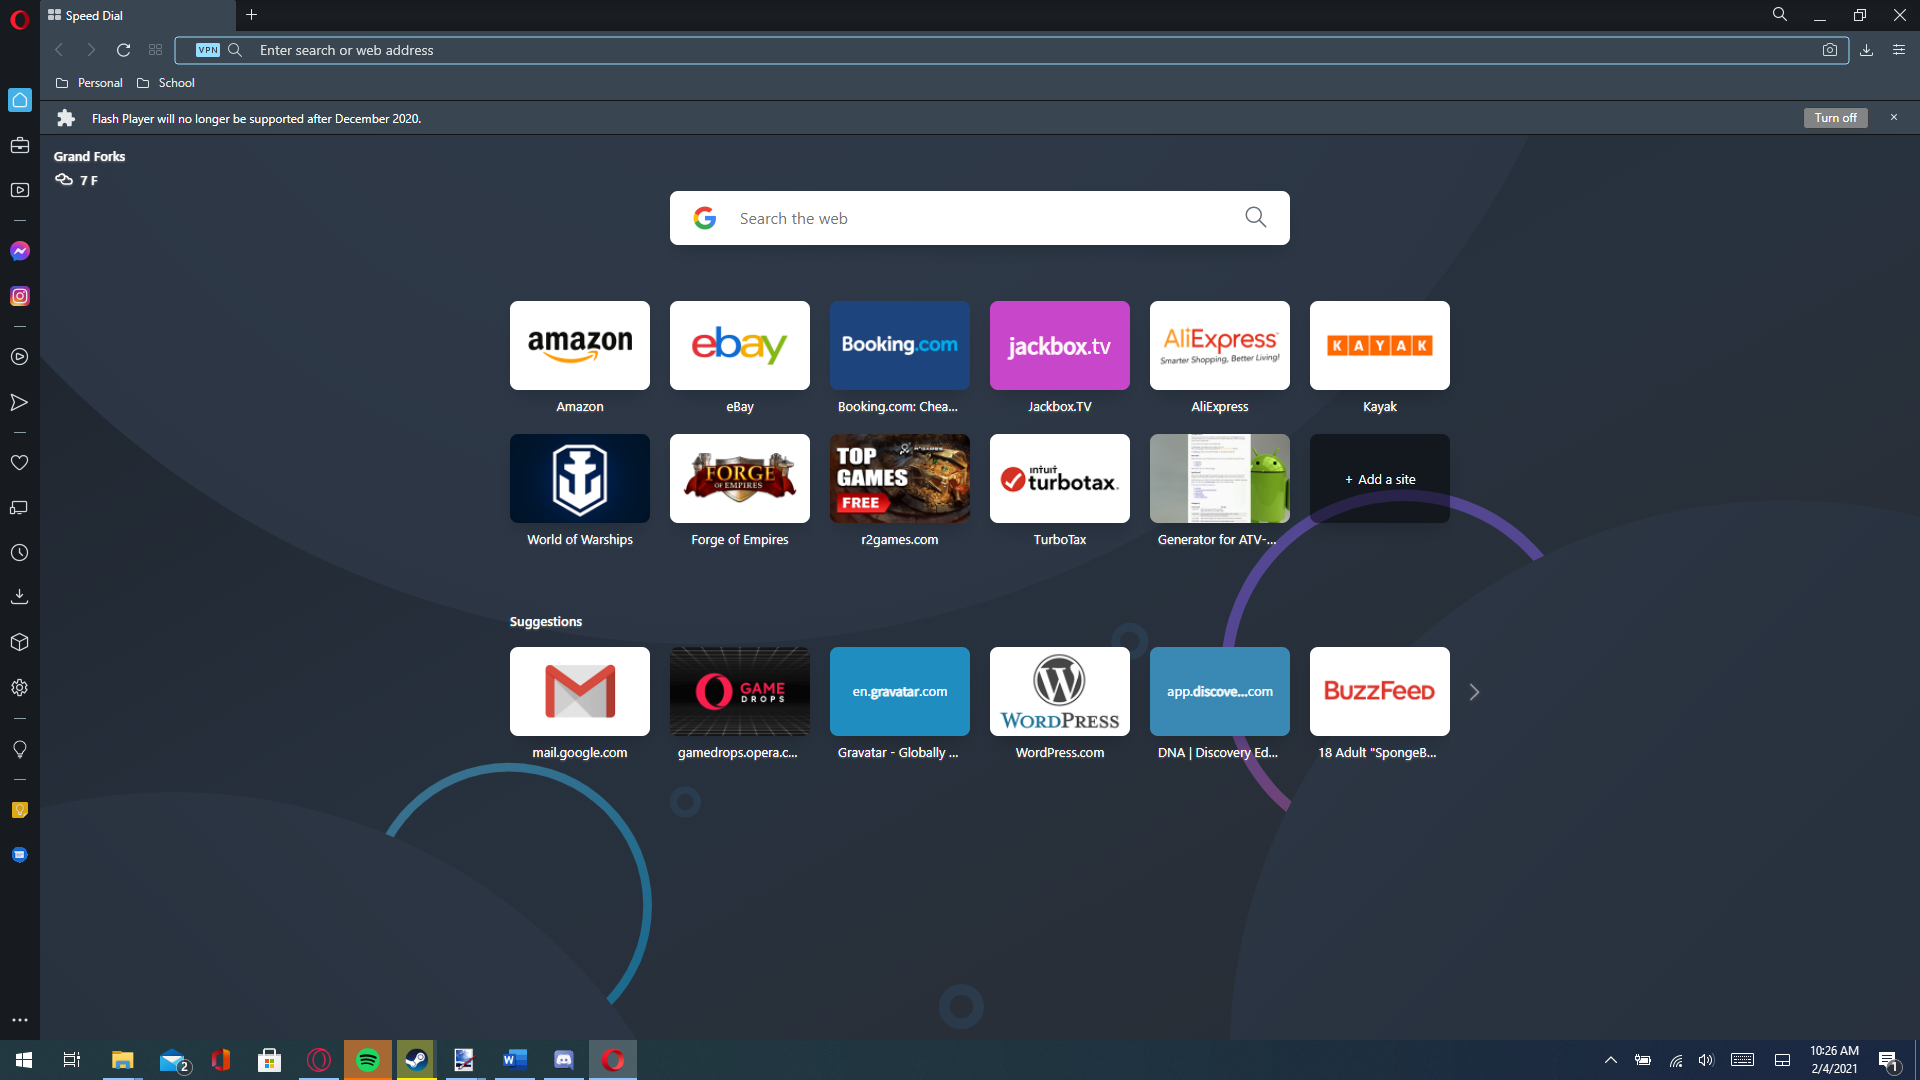 Speed Dial
VPN
Enter search or web address
Personal
School
Flash Player will no longer be supported after December 2020.
Turn off
Grand Forks
7 F
Search the web
amazon
ebay
Booking.com
jackbox.tv
AliExpress™
Smarter Shopping, Better Living!
KAYAK
Amazon
eBay
Booking.com: Chea...
Jackbox.TV
AliExpress
Kayak
FORGE
OF EMPIRES
TOP
GAMES
FREE
intuit
turbotax.
+ Add a site
World of Warships
Forge of Empires
r2games.com
TurboTax
Generator for ATV-...
Suggestions
GAME
DROPS
en.gravatar.com
WORDPRESS
app.discove...com
BuzzFeed
mail.google.com
gamedrops.opera.c...
Gravatar - Globally ...
WordPress.com
DNA | Discovery Ed...
18 Adult "SpongeB...
2
W
10:26 AM
2/4/2021
1